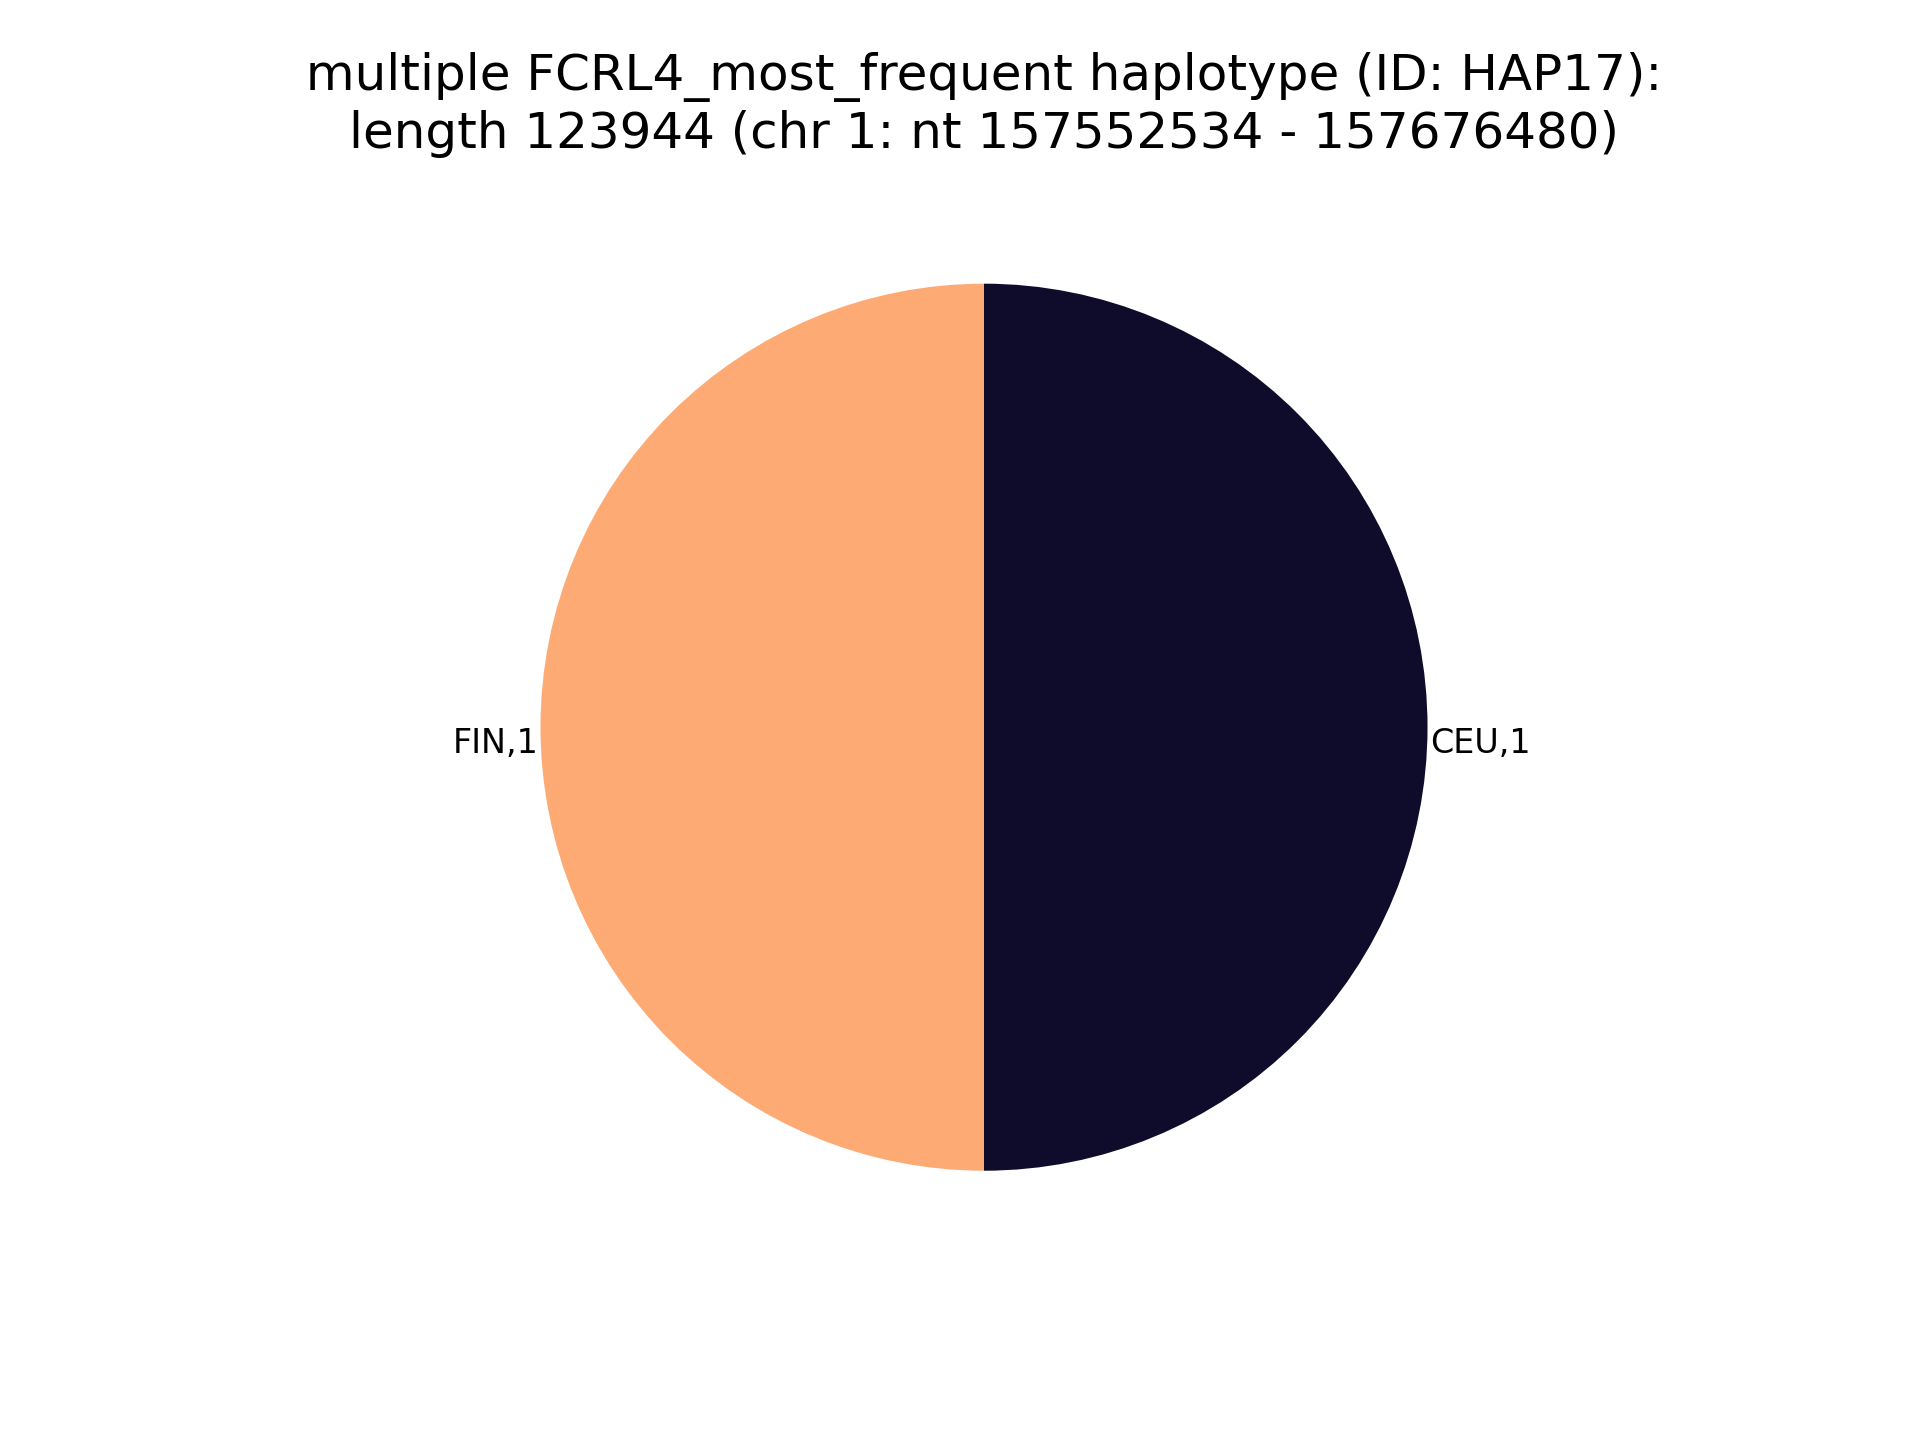 multiple FCRL4_most_frequent haplotype (ID: HAP17):
length 123944 (chr 1: nt 157552534 - 157676480)
FIN,1
CEU,1